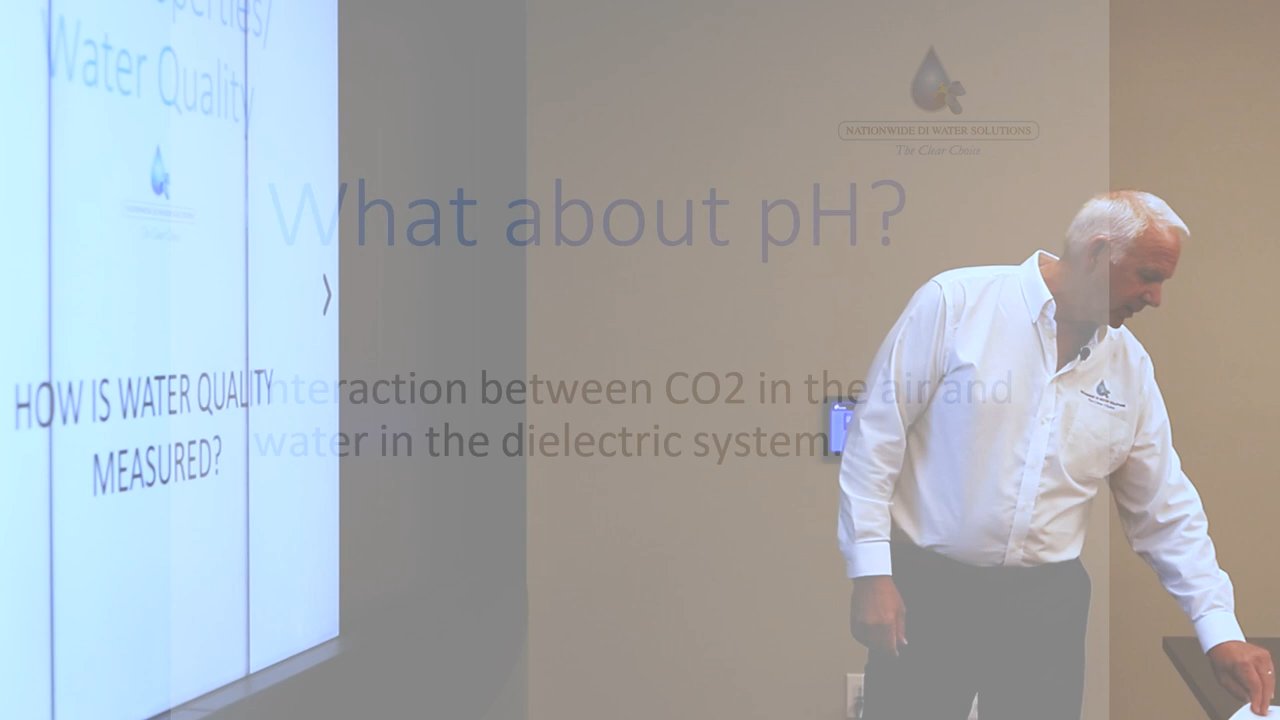 Water Quality
HOW IS WATER QUALITY
MEASURED?
NATIONWIDE DI WATER SOLUTIONS
The Clear Choice
What about pH?
Interaction between CO2 in the air and
water in the dielectric system.